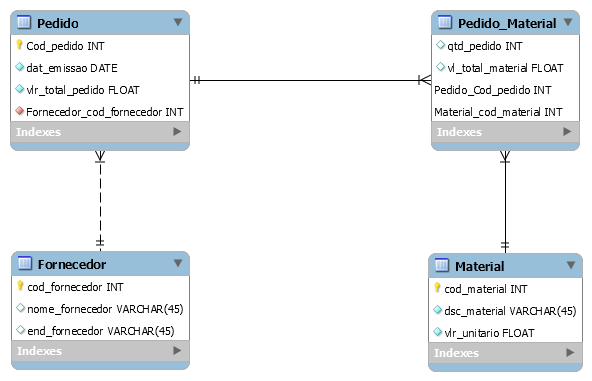 Pedido
Cod_pedido INT
dat_emissao DATE
vlr_total_pedido FLOAT
Fornecedor_cod_fornecedor INT
Indexes
Pedido_Material
qtd_pedido INT
vl_total_material FLOAT
Pedido_Cod_pedido INT
Material_cod_material INT
Indexes
Fornecedor
cod_fornecedor INT
nome_fornecedor VARCHAR(45)
end_fornecedor VARCHAR(45)
Indexes
Material
cod_material INT
dsc_material VARCHAR(45)
vlr_unitario FLOAT
Indexes